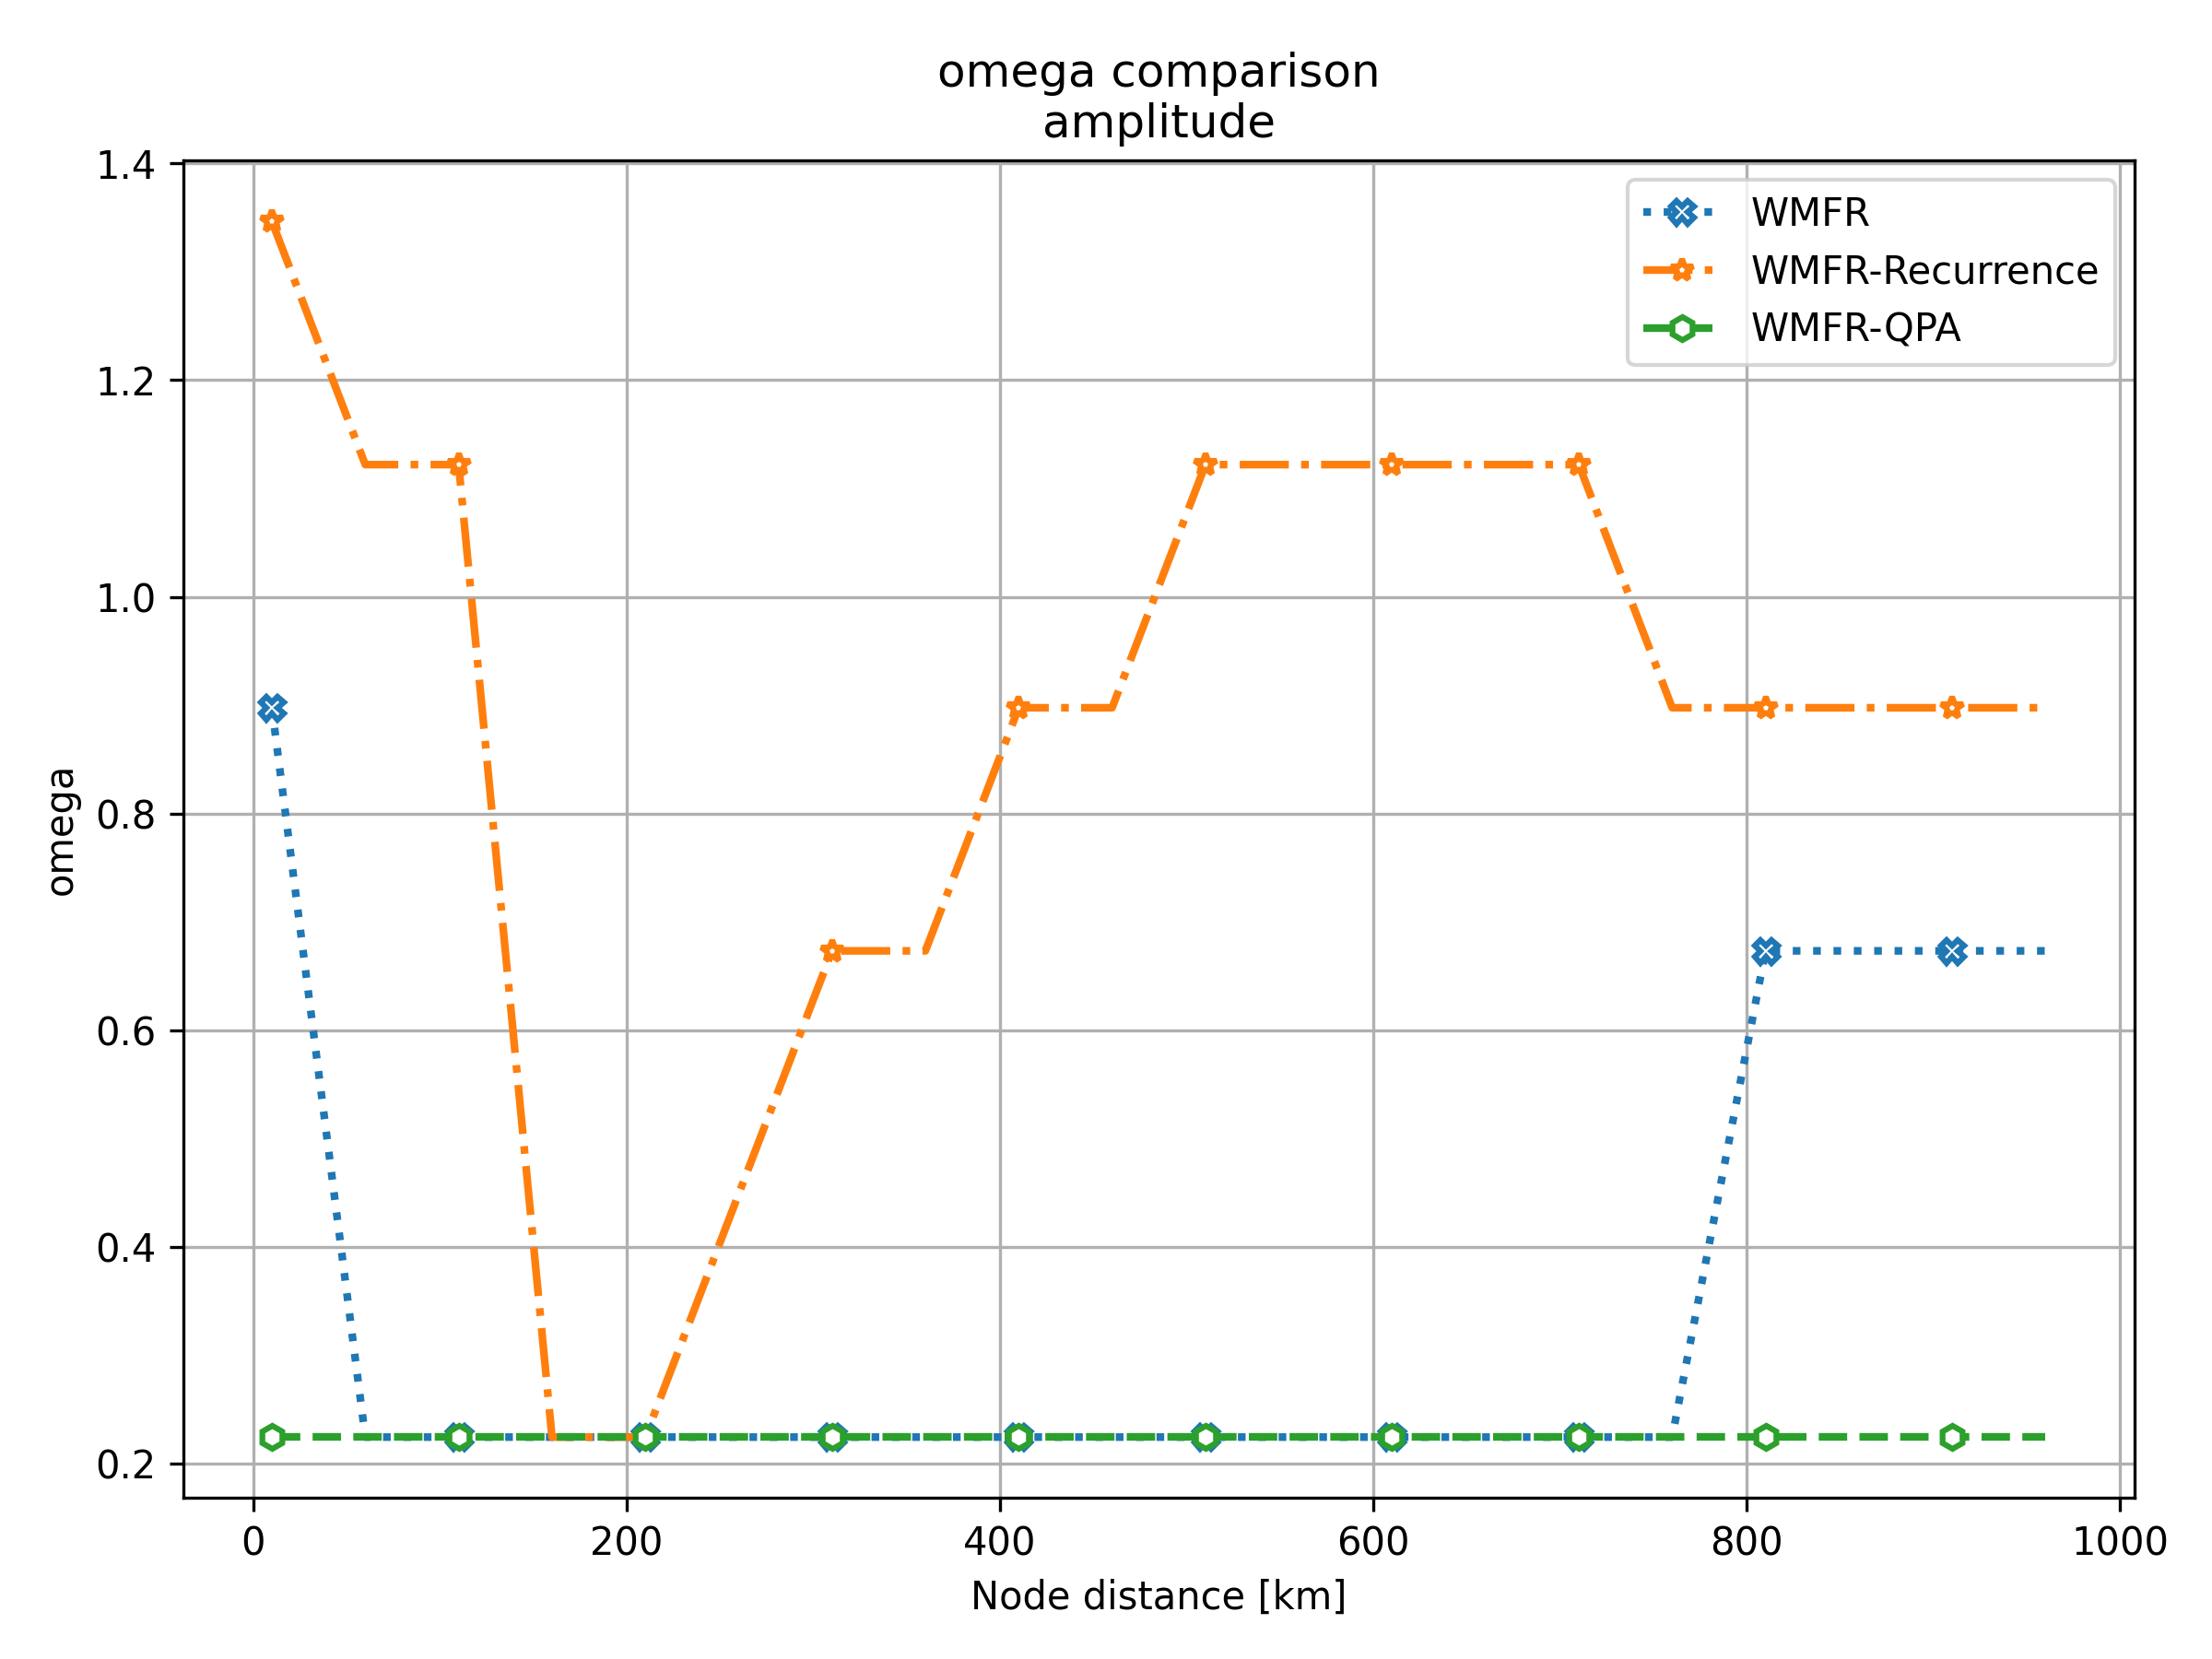 omega comparison
amplitude
1.4
1.2
1.0
0.8
0.6
0.4
0.2
omega
WMFR
WMFR-Recurrence
WMFR-QPA
0 200 400 600 800 1000
Node distance [km]